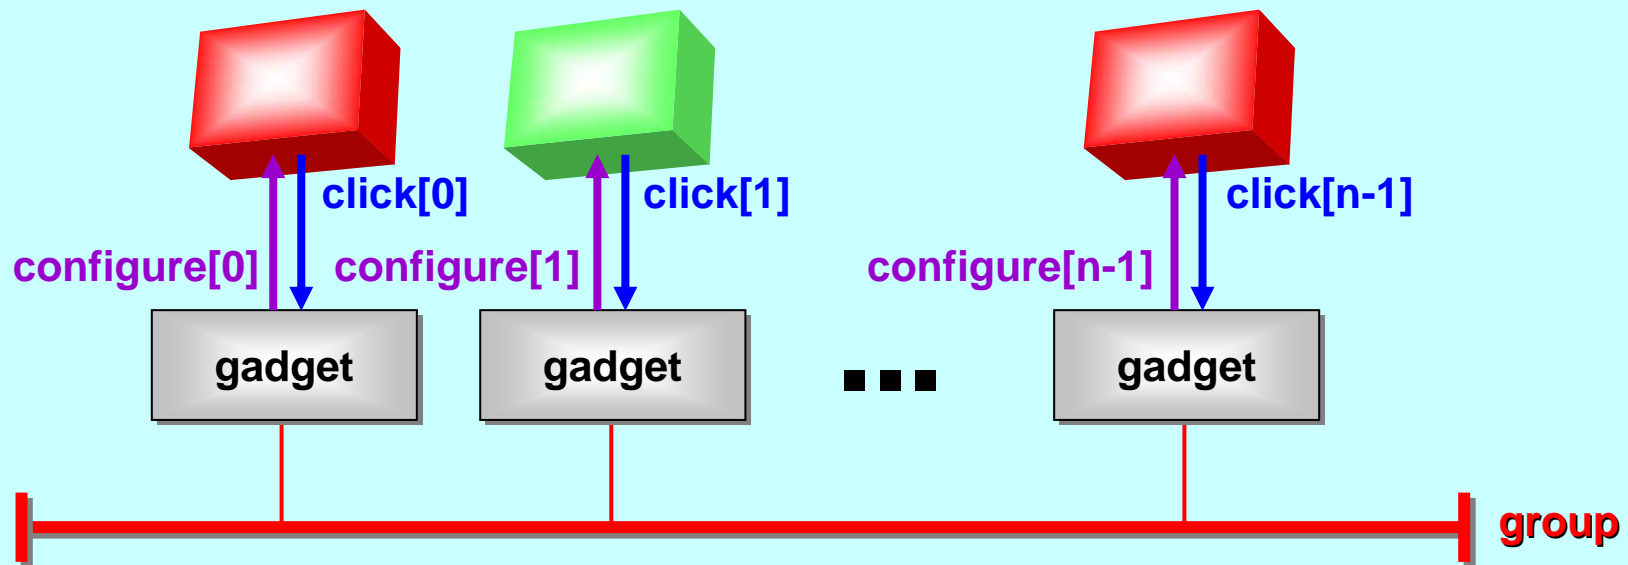 click[0] click[1] click[n-1]
configure[0] configure[1] configure[n-1]
gadget gadget gadget
group